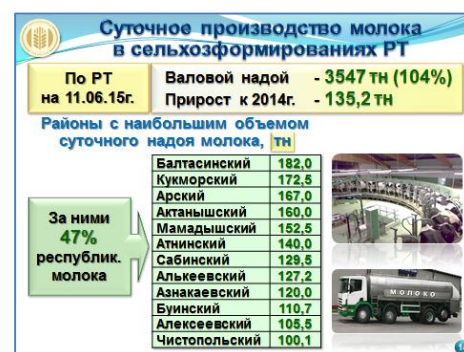 Суточное производство молока
в сельхозформированиях РТ
По РТ
на 11.06.15г.
Валовой надой - 3547 тн (104%)
Прирост к 2014г. - 135,2 тн
Районы с наибольшим объемом
суточного надоя молока, тн
За ними
47%
республик.
молока
Балтасинский 182,0
Кукморский 172,5
Арский 167,0
Актанышский 160,0
Мамадышский 152,5
Атнинский 140,0
Сабинский 129,5
Алькеевский 127,2
Азнакаевский 120,0
Буинский 110,7
Алексеевский 105,5
Чистопольский 100,1
МОЛОКО